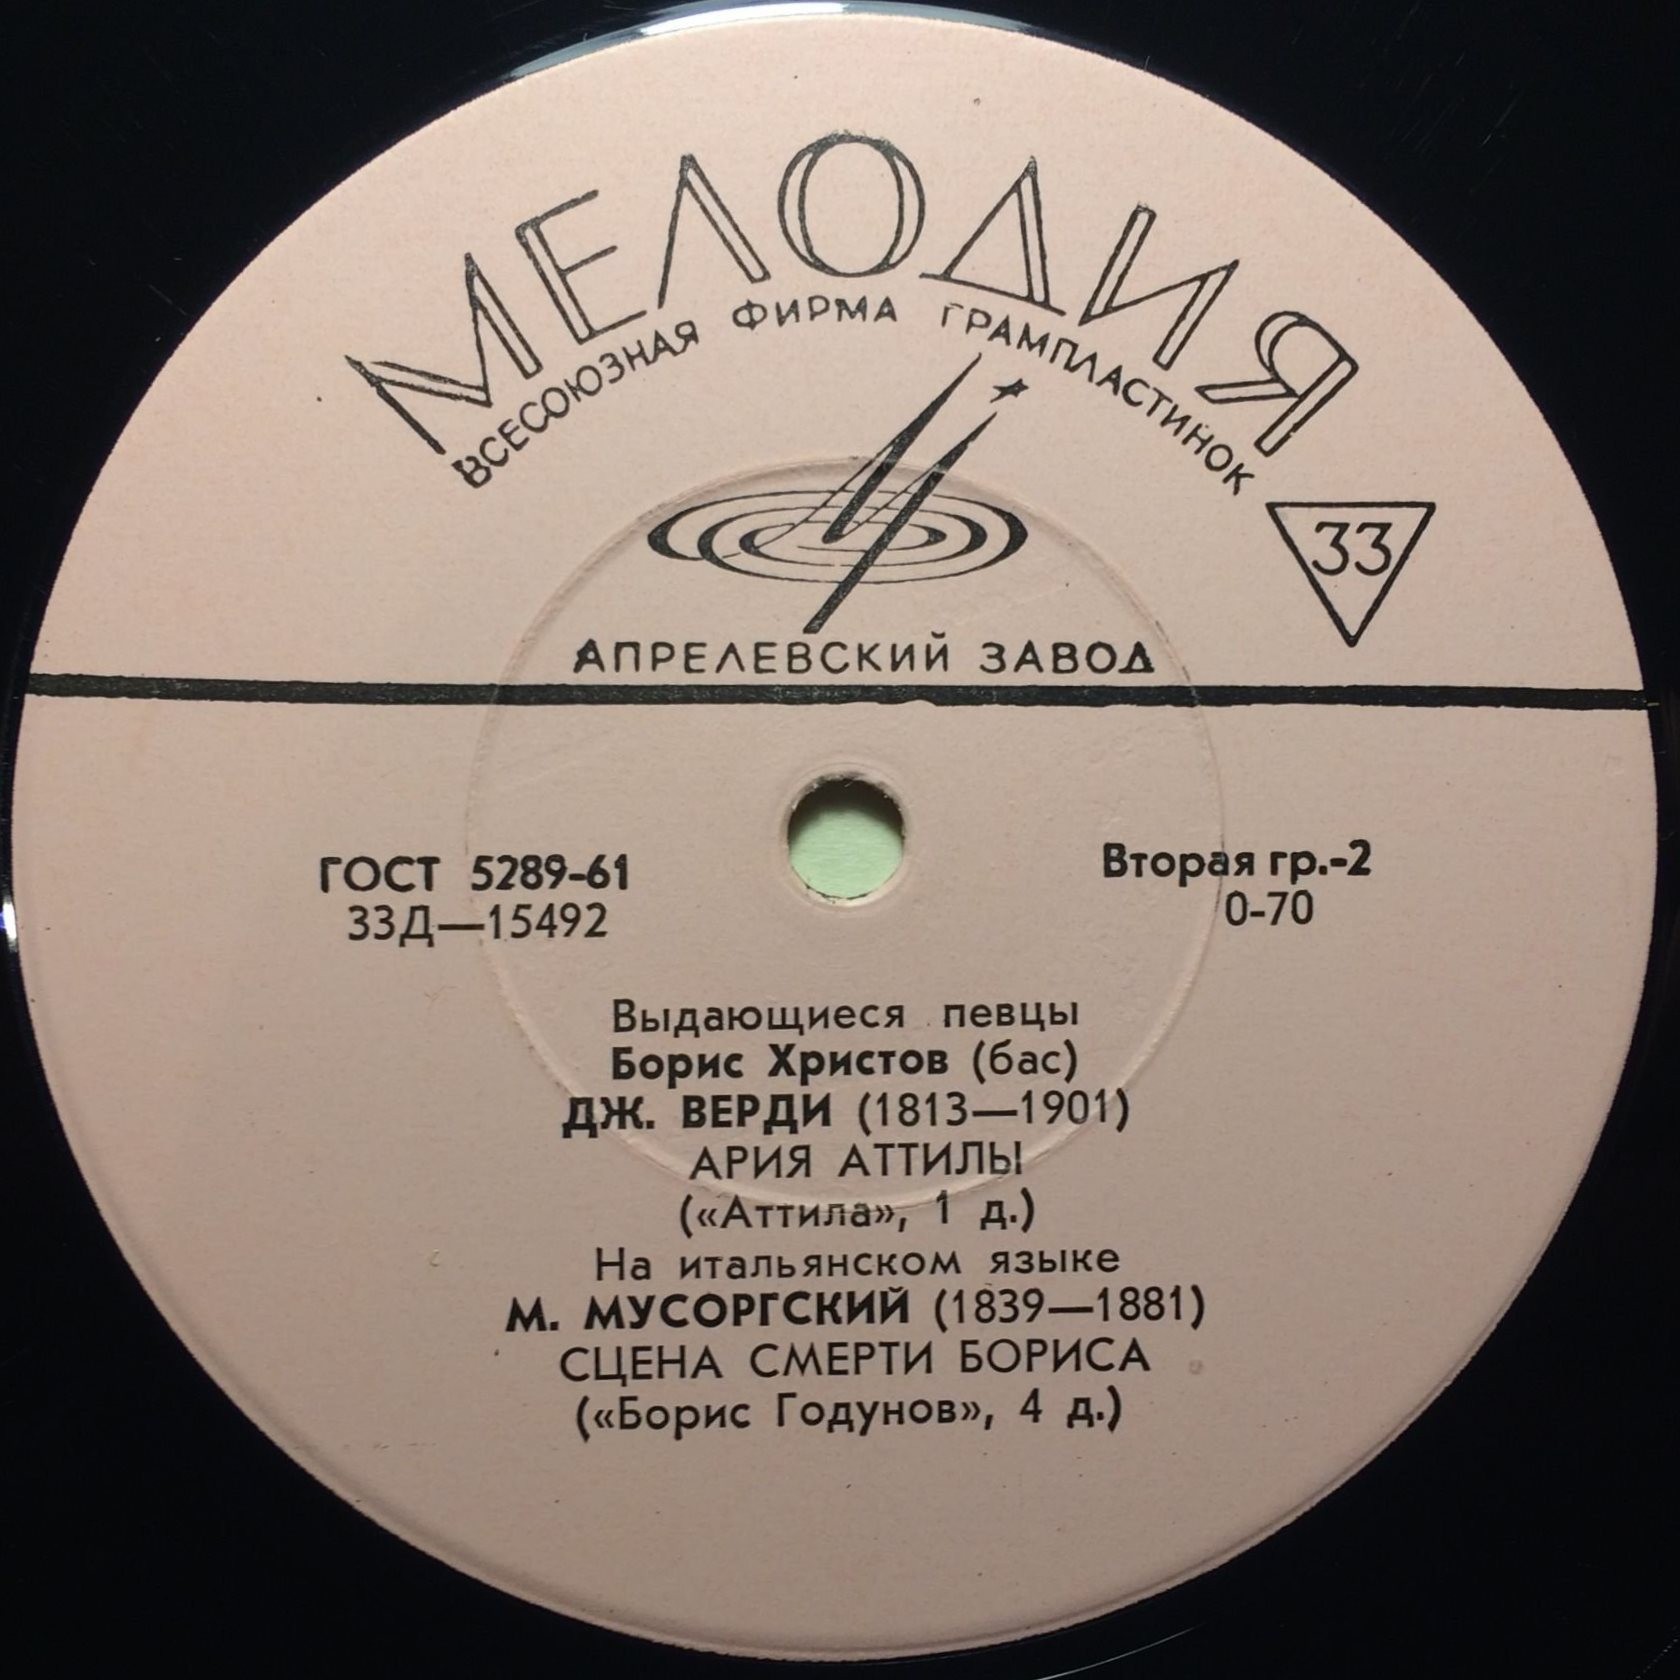 МЕЛОДИЯ
ВСЕСОЮЗНАЯ ФИРМА ГРАМПЛАСТИНОК
33
АПРЕЛЕВСКИЙ ЗАВОД
ГОСТ 5289-61
33Д—15492
Вторая гр.-2
0-70
Выдающиеся певцы
Борис Христов (бас)
ДЖ. ВЕРДИ (1813—1901)
АРИЯ АТТИЛЫ
(«Аттила», 1 д.)
На итальянском языке
М. МУСОРГСКИЙ (1839—1881)
СЦЕНА СМЕРТИ БОРИСА
(«Борис Годунов», 4 д.)